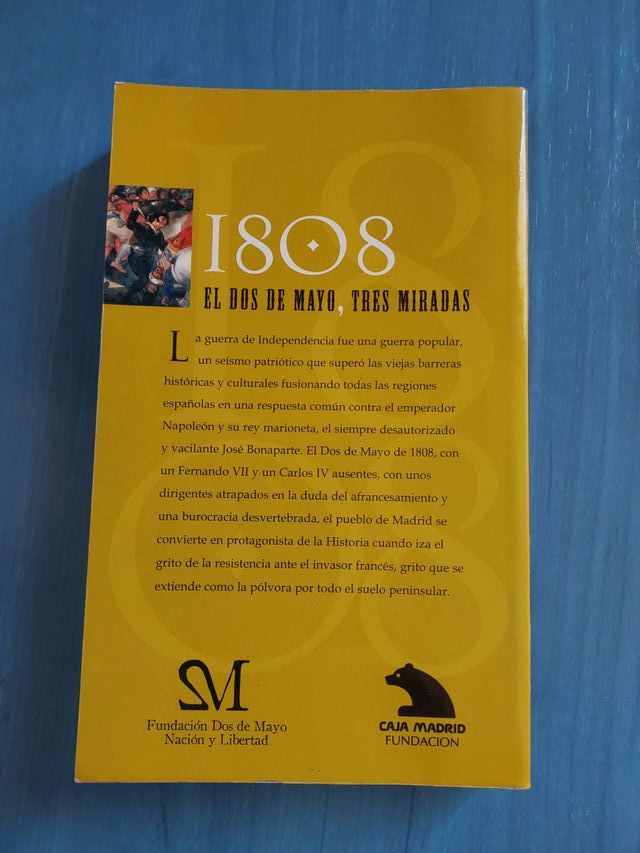 1808
EL DOS DE MAYO, TRES MIRADAS
La guerra de Independencia fue una guerra popular,
un seísmo patriótico que superó las viejas barreras
históricas y culturales fusionando todas las regiones
españolas en una respuesta común contra el emperador
Napoleón y su rey marioneta, el siempre desautorizado
y vacilante José Bonaparte. El Dos de Mayo de 1808, con
un Fernando VII y un Carlos IV ausentes, con unos
dirigentes atrapados en la duda del afrancesamiento y
una burocracia desvertebrada, el pueblo de Madrid se
convierte en protagonista de la Historia cuando iza el
grito de la resistencia ante el invasor francés, grito que se
extiende como la pólvora por todo el suelo peninsular.
2M
Fundación Dos de Mayo
Nación y Libertad
CAJA MADRID
FUNDACION